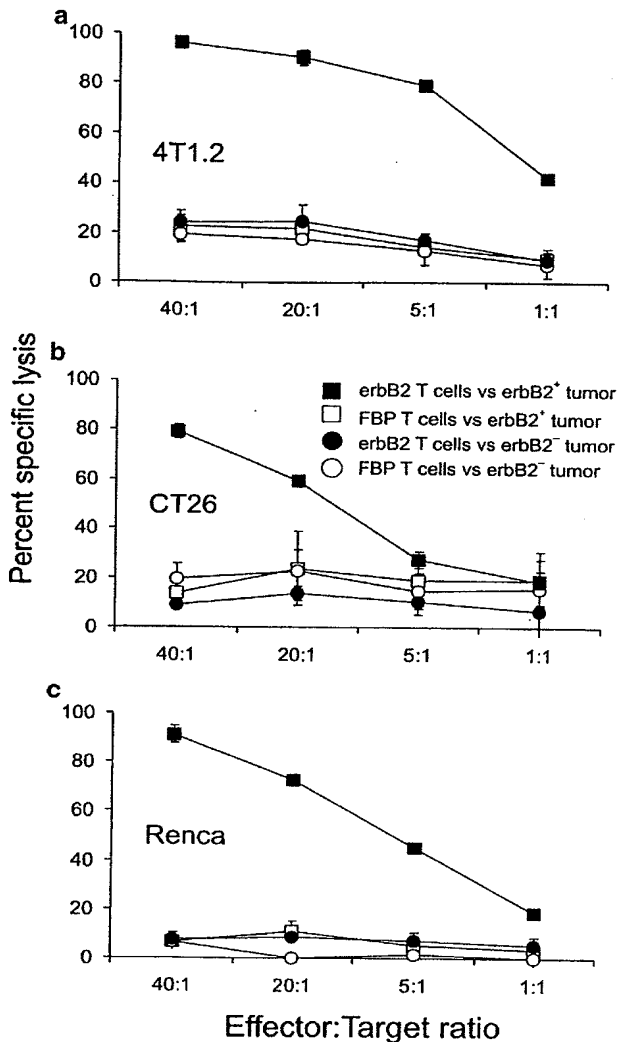 a
100
80
60
40
20
0
4T1.2
40:1 20:1 5:1 1:1
Percent specific lysis
b
100
80
60
40
20
0
erbB2 T cells vs erbB2+ tumor
FBP T cells vs erbB2+ tumor
erbB2 T cells vs erbB2− tumor
FBP T cells vs erbB2− tumor
CT26
40:1 20:1 5:1 1:1
c
100
80
60
40
20
0
Renca
40:1 20:1 5:1 1:1
Effector:Target ratio